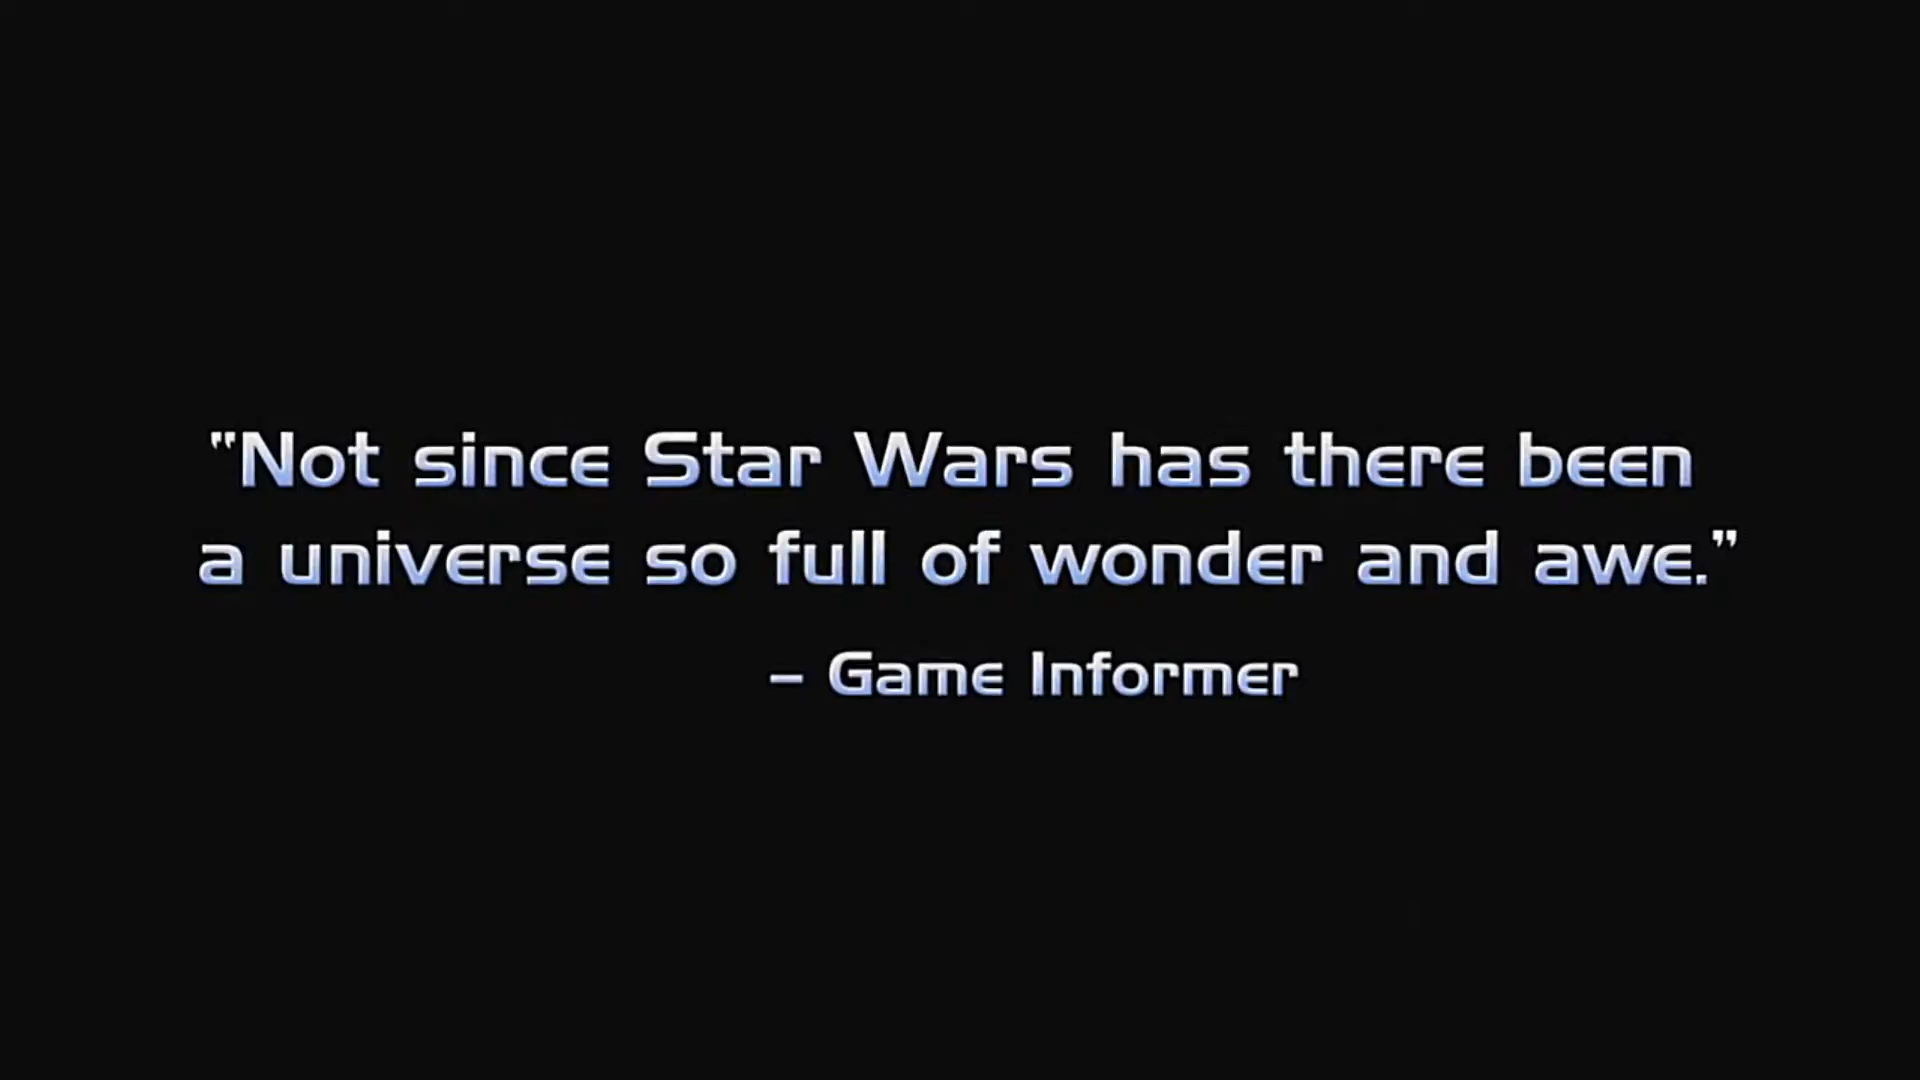 “Not since Star Wars has there been
a universe so full of wonder and awe.”
– Game Informer